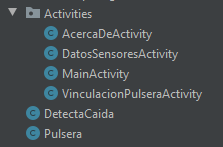 Activities
AcercaDeActivity
DatosSensoresActivity
MainActivity
VinculacionPulseraActivity
DetectaCaida
Pulsera